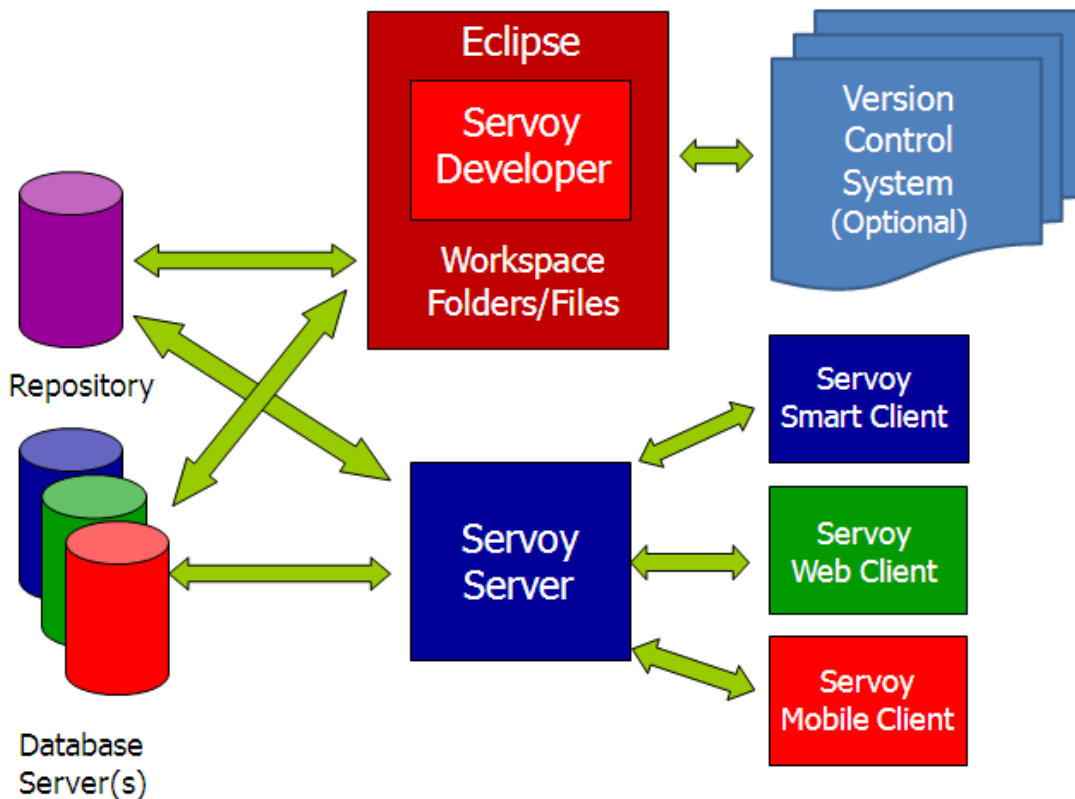 Eclipse
Servoy
Developer
Workspace
Folders/Files
Version
Control
System
(Optional)
Repository
Servoy
Smart Client
Servoy
Server
Servoy
Web Client
Servoy
Mobile Client
Database
Server(s)